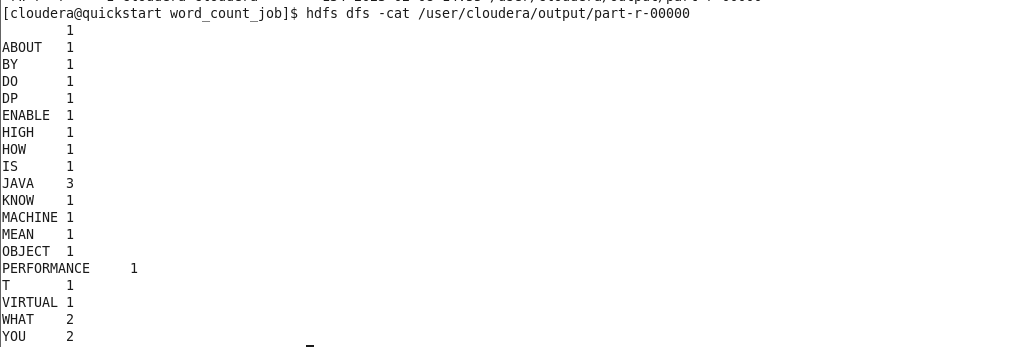 [cloudera@quickstart word_count_job]$ hdfs dfs -cat /user/cloudera/output/part-r-00000
1
ABOUT 1
BY 1
DO 1
DP 1
ENABLE 1
HIGH 1
HOW 1
IS 1
JAVA 3
KNOW 1
MACHINE 1
MEAN 1
OBJECT 1
PERFORMANCE 1
T 1
VIRTUAL 1
WHAT 2
YOU 2